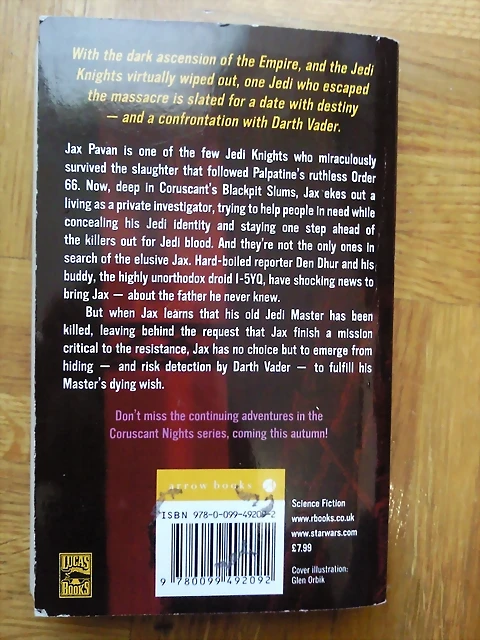 With the dark ascension of the Empire, and the Jedi
Knights virtually wiped out, one Jedi who escaped
the massacre is slated for a date with destiny
— and a confrontation with Darth Vader.
Jax Pavan is one of the few Jedi Knights who miraculously
survived the slaughter that followed Palpatine's ruthless Order
66. Now, deep in Coruscant's Blackpit Slums, Jax ekes out a
living as a private investigator, trying to help people in need while
concealing his Jedi identity and staying one step ahead of
the killers out for Jedi blood. And they're not the only ones in
search of the elusive Jax. Hard-boiled reporter Den Dhur and his
buddy, the highly unorthodox droid I-5YQ, have shocking news to
bring Jax — about the father he never knew.
But when Jax learns that his old Jedi Master has been
killed, leaving behind the request that Jax finish a mission
critical to the resistance, Jax has no choice but to emerge from
hiding — and risk detection by Darth Vader — to fulfill his
Master's dying wish.
Don't miss the continuing adventures in the
Coruscant Nights series, coming this autumn!
arrow books
ISBN 978-0-099-49209-2
9 780099 492092
Science Fiction
www.rbooks.co.uk
www.starwars.com
£7.99
Cover illustration:
Glen Orbik
LUCAS
BOOKS